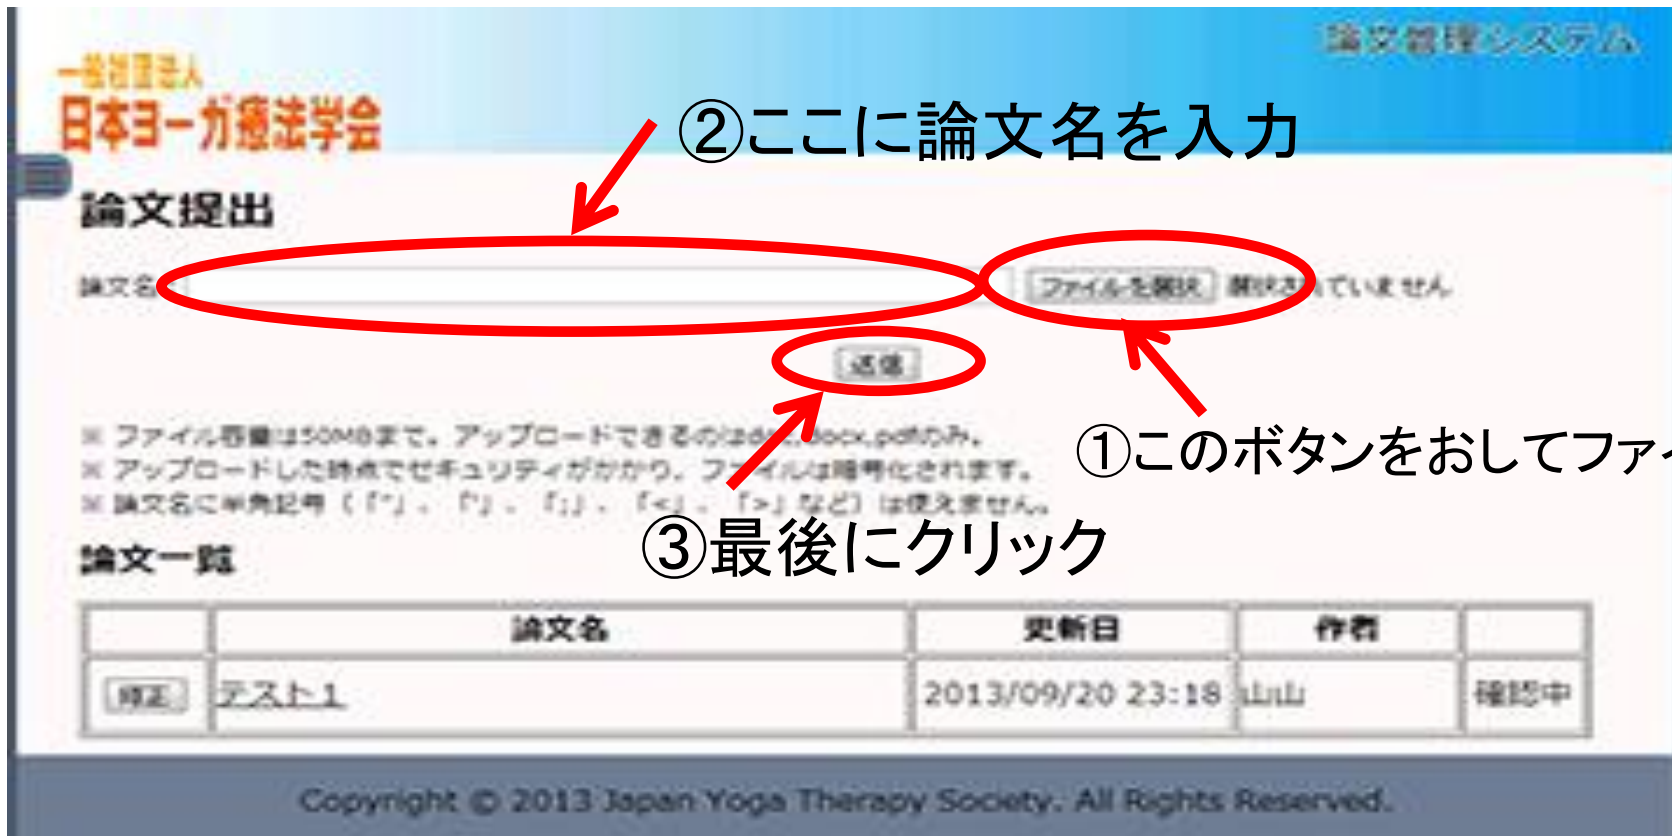 論文管理システム
一般社団法人
日本ヨーガ療法学会
②ここに論文名を入力
論文提出
論文名 ファイルを選択 選択されていません
送信
①このボタンをおしてファイ
※ ファイル容量は50MBまで。アップロードできるのはdoc,docx,pdfのみ。
※ アップロードした時点でセキュリティがかかり、ファイルは暗号化されます。
※ 論文名に半角記号（「"」、「'」、「;」、「<」、「>」など）は使えません。
③最後にクリック
論文一覧
論文名 更新日 作者
修正 テスト1 2013/09/20 23:18 山山 確認中
Copyright © 2013 Japan Yoga Therapy Society. All Rights Reserved.